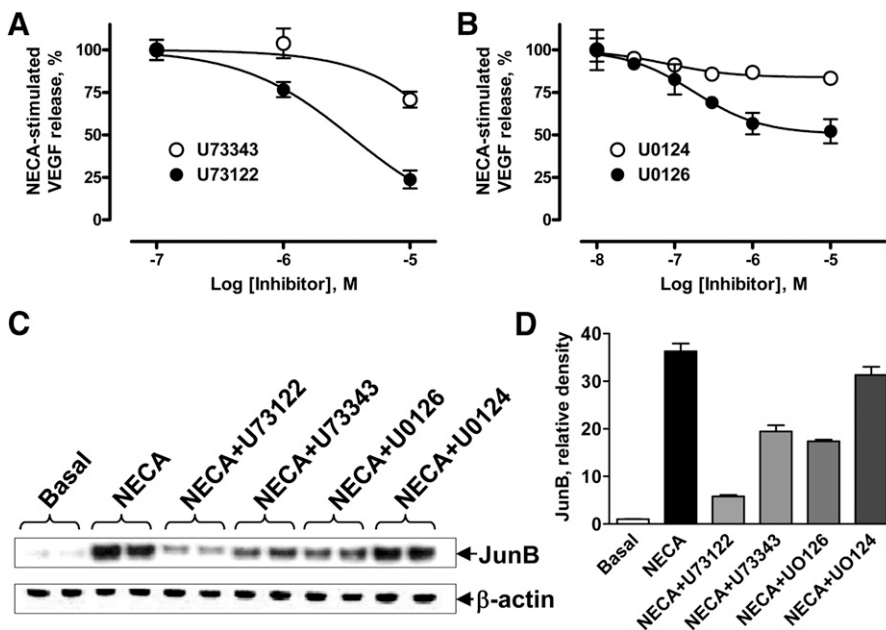 A
NECA-stimulated
VEGF release, %
100
75
50
25
0
U73343
U73122
-7
-6
-5
Log [Inhibitor], M
B
NECA-stimulated
VEGF release, %
100
75
50
25
0
U0124
U0126
-8
-7
-6
-5
Log [Inhibitor], M
C
Basal
NECA
NECA+U73122
NECA+U73343
NECA+U0126
NECA+U0124
JunB
β-actin
D
JunB, relative density
40
30
20
10
0
Basal
NECA
NECA+U73122
NECA+U73343
NECA+UO126
NECA+UO124